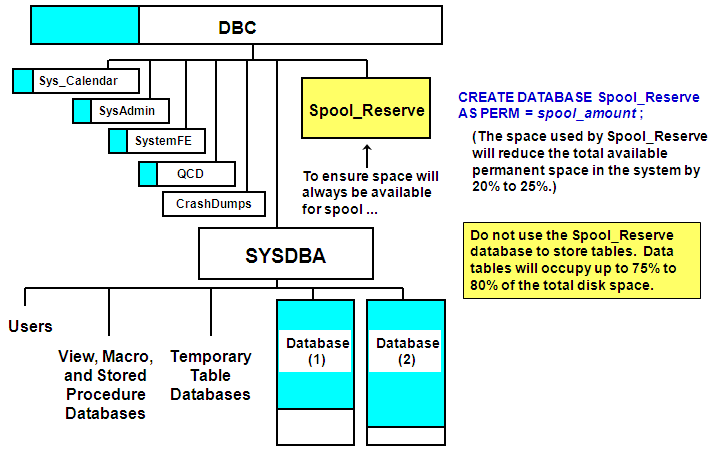 DBC
Sys_Calendar
SysAdmin
SystemFE
QCD
CrashDumps
Spool_Reserve
To ensure space will
always be available
for spool ...
CREATE DATABASE Spool_Reserve
AS PERM = spool_amount ;
(The space used by Spool_Reserve
will reduce the total available
permanent space in the system by
20% to 25%.)
Do not use the Spool_Reserve
database to store tables. Data
tables will occupy up to 75% to
80% of the total disk space.
SYSDBA
Users
View, Macro,
and Stored
Procedure
Databases
Temporary
Table
Databases
Database
(1)
Database
(2)